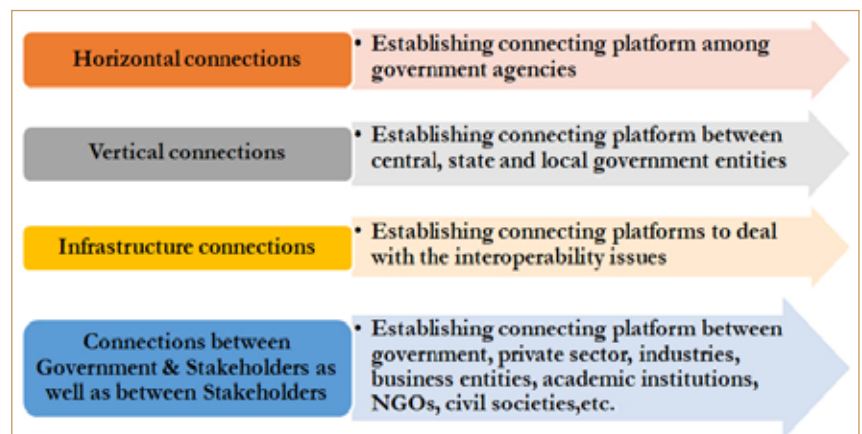 Horizontal connections
• Establishing connecting platform among
government agencies
Vertical connections
• Establishing connecting platform between
central, state and local government entities
Infrastructure connections
• Establishing connecting platforms to deal
with the interoperability issues
Connections between
Government & Stakeholders as
well as between Stakeholders
• Establishing connecting platform between
government, private sector, industries,
business entities, academic institutions,
NGOs, civil societies,etc.